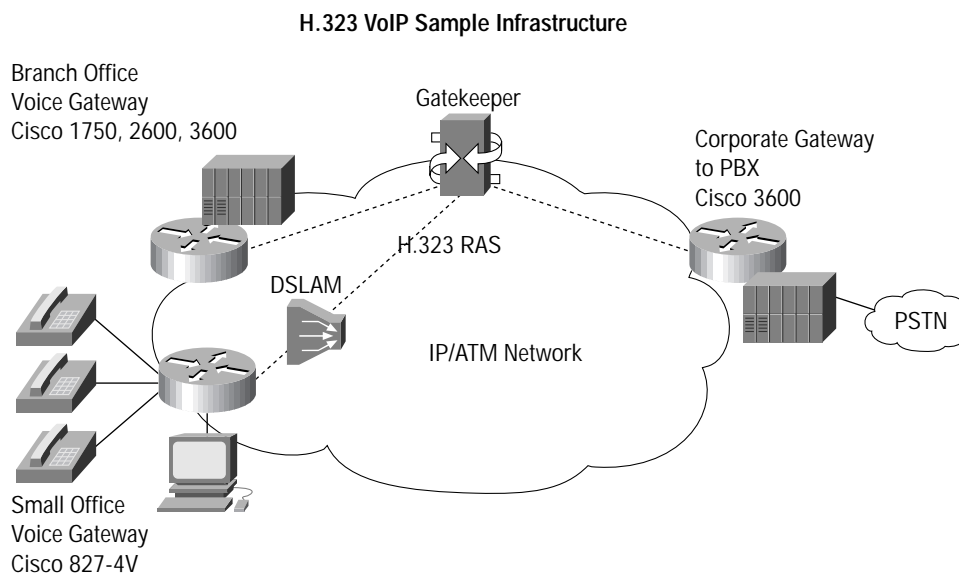 H.323 VoIP Sample Infrastructure
Branch Office
Voice Gateway
Cisco 1750, 2600, 3600
Gatekeeper
Corporate Gateway
to PBX
Cisco 3600
H.323 RAS
DSLAM
IP/ATM Network
PSTN
Small Office
Voice Gateway
Cisco 827-4V